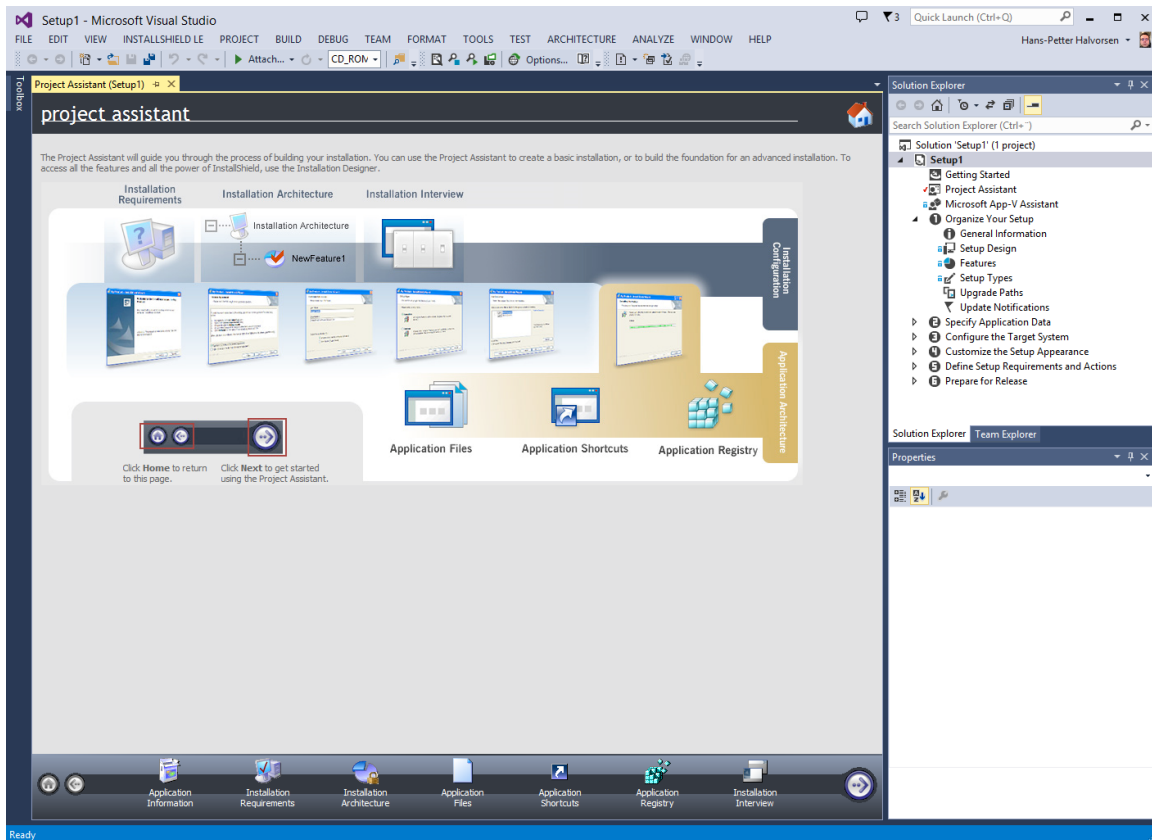 Setup1 - Microsoft Visual Studio
3
Quick Launch (Ctrl+Q)
FILE EDIT VIEW INSTALLSHIELD LE PROJECT BUILD DEBUG TEAM FORMAT TOOLS TEST ARCHITECTURE ANALYZE WINDOW HELP
Hans-Petter Halvorsen
Attach... CD_ROM Options...
Toolbox
Project Assistant (Setup1)
project assistant
The Project Assistant will guide you through the process of building your installation. You can use the Project Assistant to create a basic installation, or to build the foundation for an advanced installation. To
access all the features and all the power of InstallShield, use the Installation Designer.
Installation
Requirements
Installation Architecture
Installation Interview
Installation Architecture
NewFeature1
Installation
Configuration
Application Architecture
Application Files
Application Shortcuts
Application Registry
Click Home to return
to this page.
Click Next to get started
using the Project Assistant.
Application
Information
Installation
Requirements
Installation
Architecture
Application
Files
Application
Shortcuts
Application
Registry
Installation
Interview
Solution Explorer
Search Solution Explorer (Ctrl+¨)
Solution 'Setup1' (1 project)
Setup1
Getting Started
Project Assistant
Microsoft App-V Assistant
1 Organize Your Setup
General Information
Setup Design
Features
Setup Types
Upgrade Paths
Update Notifications
2 Specify Application Data
3 Configure the Target System
4 Customize the Setup Appearance
5 Define Setup Requirements and Actions
6 Prepare for Release
Solution Explorer Team Explorer
Properties
Ready